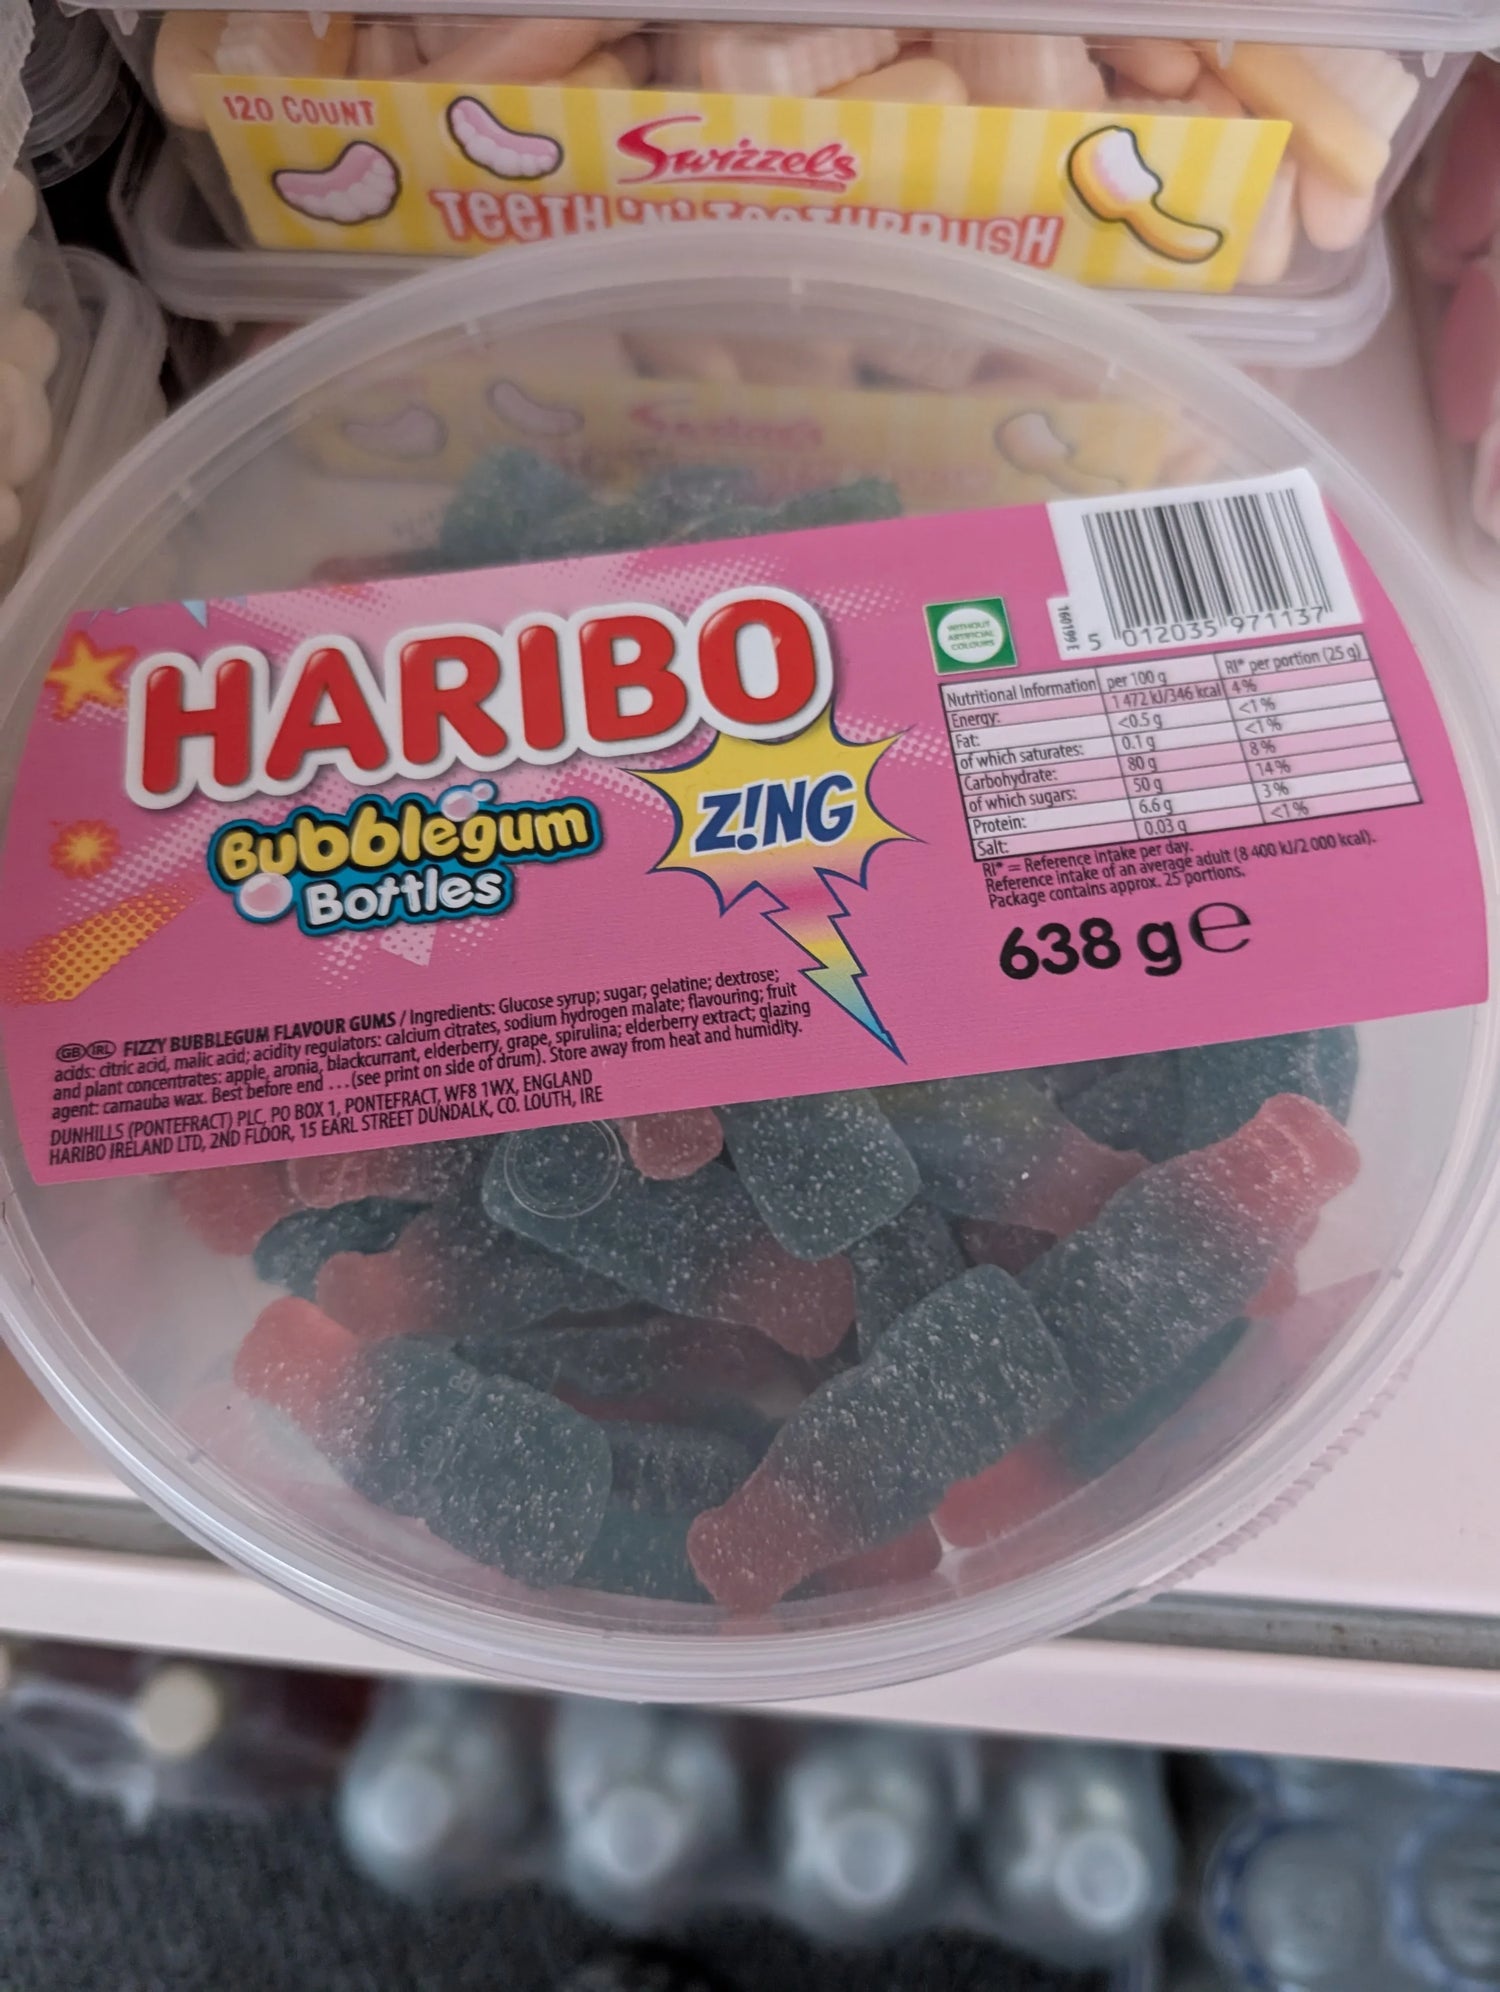 120 COUNT
Swizzels
TEETH 'N' TOOTHBRUSH
HARIBO
Bubblegum
Bottles
Z!NG
WITHOUT
ARTIFICIAL
COLOURS
160199 E
5 012035 971137
Nutritional Information per 100 g RI* per portion (25 g)
Energy: 1 472 kJ/346 kcal 4 %
Fat: <0.5 g <1 %
of which saturates: 0.1 g <1 %
Carbohydrate: 80 g 8 %
of which sugars: 50 g 14 %
Protein: 6.6 g 3 %
Salt: 0.03 g <1 %
RI* = Reference intake per day.
Reference intake of an average adult (8 400 kJ/2 000 kcal).
Package contains approx. 25 portions.
638 g e
GB IRL FIZZY BUBBLEGUM FLAVOUR GUMS / Ingredients: Glucose syrup; sugar; gelatine; dextrose;
acids: citric acid, malic acid; acidity regulators: calcium citrates, sodium hydrogen malate; flavouring; fruit
and plant concentrates: apple, aronia, blackcurrant, elderberry, grape, spirulina; elderberry extract; glazing
agent: carnauba wax. Best before end ...(see print on side of drum). Store away from heat and humidity.
DUNHILLS (PONTEFRACT) PLC, PO BOX 1, PONTEFRACT, WF8 1WX, ENGLAND
HARIBO IRELAND LTD, 2ND FLOOR, 15 EARL STREET DUNDALK, CO. LOUTH, IRE